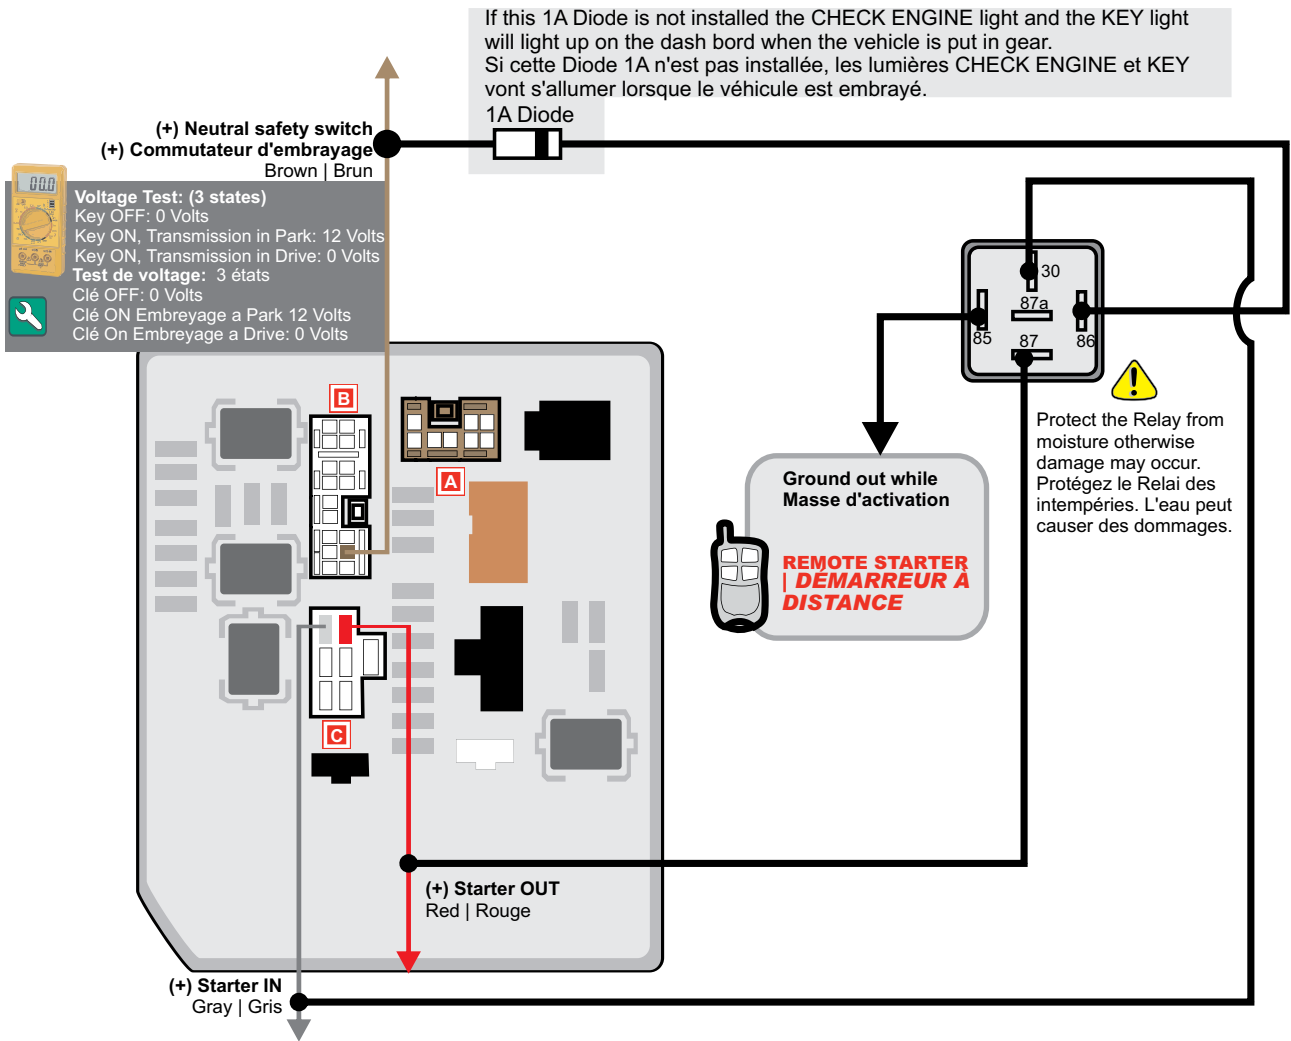 If this 1A Diode is not installed the CHECK ENGINE light and the KEY light
will light up on the dash bord when the vehicle is put in gear.
Si cette Diode 1A n'est pas installée, les lumières CHECK ENGINE et KEY
vont s'allumer lorsque le véhicule est embrayé.
1A Diode
(+) Neutral safety switch
(+) Commutateur d'embrayage
Brown | Brun
00.0
Voltage Test: (3 states)
Key OFF: 0 Volts
Key ON, Transmission in Park: 12 Volts
Key ON, Transmission in Drive: 0 Volts
Test de voltage: 3 états
Clé OFF: 0 Volts
Clé ON Embreyage a Park 12 Volts
Clé On Embreyage a Drive: 0 Volts
30
87a
85
87
86
B
A
C
Protect the Relay from
moisture otherwise
damage may occur.
Protégez le Relai des
intempéries. L'eau peut
causer des dommages.
Ground out while
Masse d'activation
REMOTE STARTER
| DÉMARREUR À
DISTANCE
(+) Starter OUT
Red | Rouge
(+) Starter IN
Gray | Gris